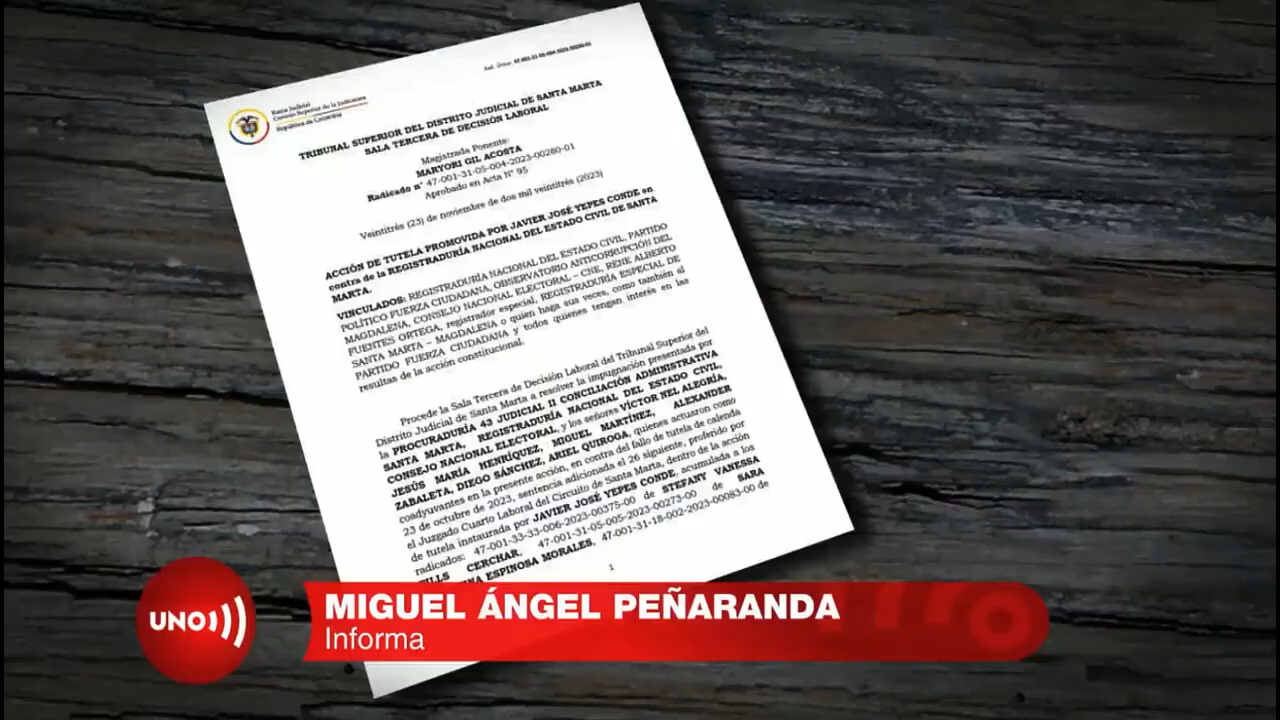 Rad. Único: 47-001-31-05-004-2023-00280-01
Rama Judicial
Consejo Superior de la Judicatura
República de Colombia
TRIBUNAL SUPERIOR DEL DISTRITO JUDICIAL DE SANTA MARTA
SALA TERCERA DE DECISIÓN LABORAL
Magistrada Ponente:
MARYORI GIL ACOSTA
Radicado n° 47-001-31-05-004-2023-00280-01
Aprobado en Acta N° 95
Veintitrés (23) de noviembre de dos mil veintitrés (2023)
ACCIÓN DE TUTELA PROMOVIDA POR JAVIER JOSÉ YEPES CONDE en
contra de la REGISTRADURÍA NACIONAL DEL ESTADO CIVIL DE SANTA
MARTA.
VINCULADOS: REGISTRADURÍA NACIONAL DEL ESTADO CIVIL, PARTIDO
POLÍTICO FUERZA CIUDADANA, OBSERVATORIO ANTICORRUPCIÓN DEL
MAGDALENA, CONSEJO NACIONAL ELECTORAL – CNE, RENE ALBERTO
FUENTES ORTEGA, registrador especial, REGISTRADURÍA ESPECIAL DE
SANTA MARTA – MAGDALENA o quien haga sus veces, como también al
PARTIDO FUERZA CIUDADANA y todos quienes tengan interés en las
resultas de la acción constitucional.
Procede la Sala Tercera de Decisión Laboral del Tribunal Superior del
Distrito Judicial de Santa Marta a resolver la impugnación presentada por
la PROCURADURÍA 43 JUDICIAL II CONCILIACIÓN ADMINISTRATIVA
SANTA MARTA, REGISTRADURÍA NACIONAL DEL ESTADO CIVIL,
CONSEJO NACIONAL ELECTORAL, y los señores VÍCTOR NEL ALEGRÍA,
JESÚS MARÍA HENRÍQUEZ, MIGUEL MARTÍNEZ, ALEXANDER
ZABALETA, DIEGO SÁNCHEZ, ARIEL QUIROGA, quienes actuaron como
coadyuvantes en la presente acción, en contra del fallo de tutela de calenda
23 de octubre de 2023, sentencia adicionada el 26 siguiente, proferido por
el Juzgado Cuarto Laboral del Circuito de Santa Marta, dentro de la acción
de tutela instaurada por JAVIER JOSÉ YEPES CONDE, acumulada a los
radicados: 47-001-33-33-006-2023-00375-00 de STEFANY VANESSA
CERCHAR, 47-001-31-05-005-2023-00273-00 de SARA
ESPINOSA MORALES, 47-001-31-18-002-2023-00083-00 de
1
UNO
MIGUEL ÁNGEL PEÑARANDA
Informa